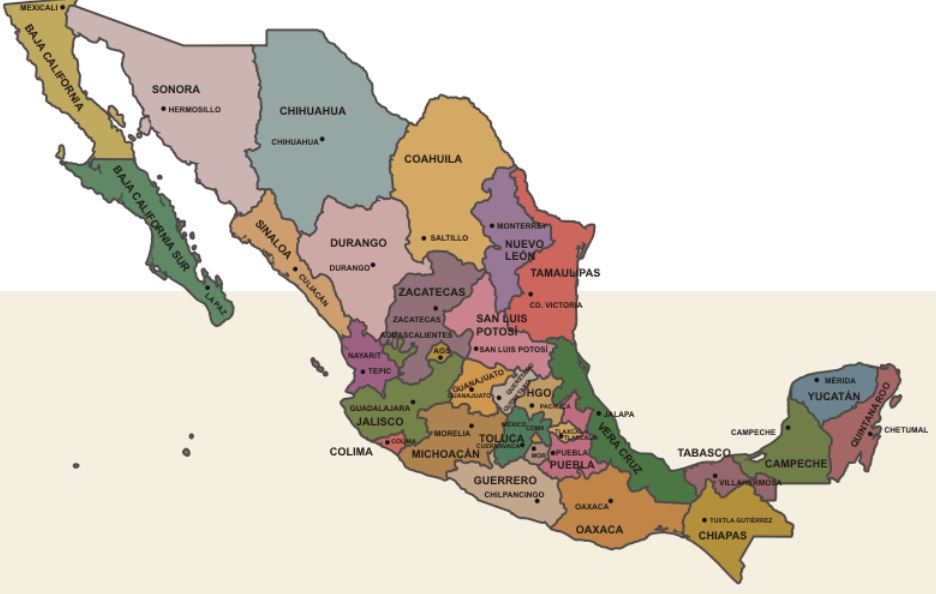 MEXICALI
BAJA CALIFORNIA
SONORA
HERMOSILLO
CHIHUAHUA
CHIHUAHUA
COAHUILA
BAJA CALIFORNIA SUR
LA PAZ
SINALOA
CULIACÁN
DURANGO
DURANGO
SALTILLO
MONTERREY
NUEVO
LEÓN
TAMAULIPAS
CD. VICTORIA
ZACATECAS
ZACATECAS
AGUASCALIENTES
AGS
SAN LUIS
POTOSÍ
SAN LUIS POTOSÍ
NAYARIT
TEPIC
GUADALAJARA
JALISCO
COLIMA
COLIMA
GUANAJUATO
GUANAJUATO
QUERÉTARO
HGO
PACHUCA
MORELIA
MICHOACÁN
MÉXICO
CDMX
TOLUCA
CUERNAVACA
MOR
TLAXCALA
PUEBLA
PUEBLA
JALAPA
VERA CRUZ
GUERRERO
CHILPANCINGO
OAXACA
OAXACA
TABASCO
VILLAHERMOSA
TUXTLA GUTIÉRREZ
CHIAPAS
CAMPECHE
CAMPECHE
MÉRIDA
YUCATÁN
QUINTANA ROO
CHETUMAL